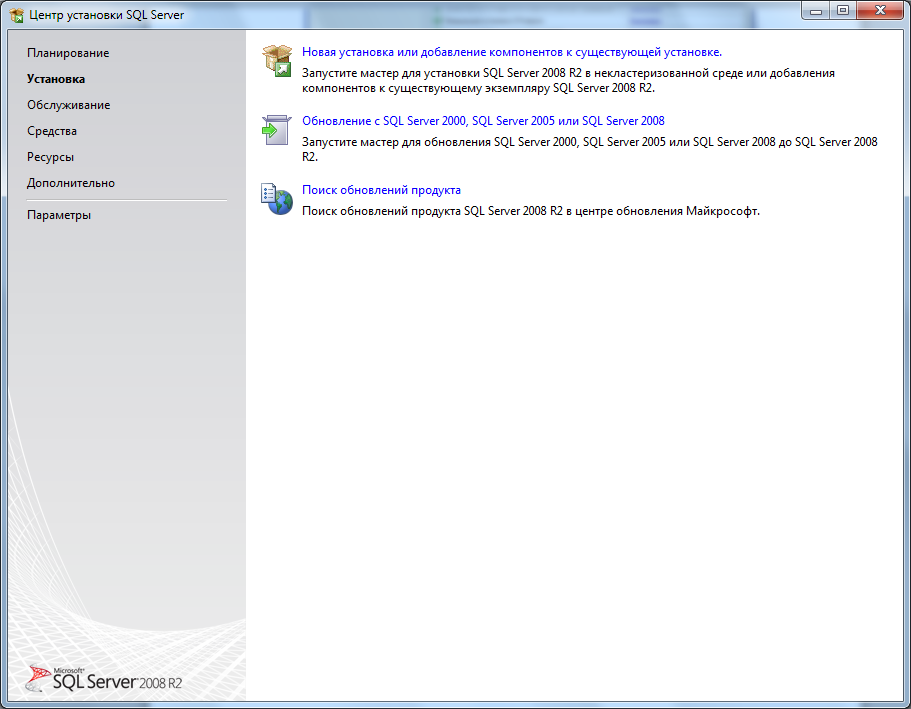 Центр установки SQL Server
Планирование
Установка
Обслуживание
Средства
Ресурсы
Дополнительно
Параметры
Новая установка или добавление компонентов к существующей установке.
Запустите мастер для установки SQL Server 2008 R2 в некластеризованной среде или добавления
компонентов к существующему экземпляру SQL Server 2008 R2.
Обновление с SQL Server 2000, SQL Server 2005 или SQL Server 2008
Запустите мастер для обновления SQL Server 2000, SQL Server 2005 или SQL Server 2008 до SQL Server 2008
R2.
Поиск обновлений продукта
Поиск обновлений продукта SQL Server 2008 R2 в центре обновления Майкрософт.
Microsoft®
SQL Server 2008 R2